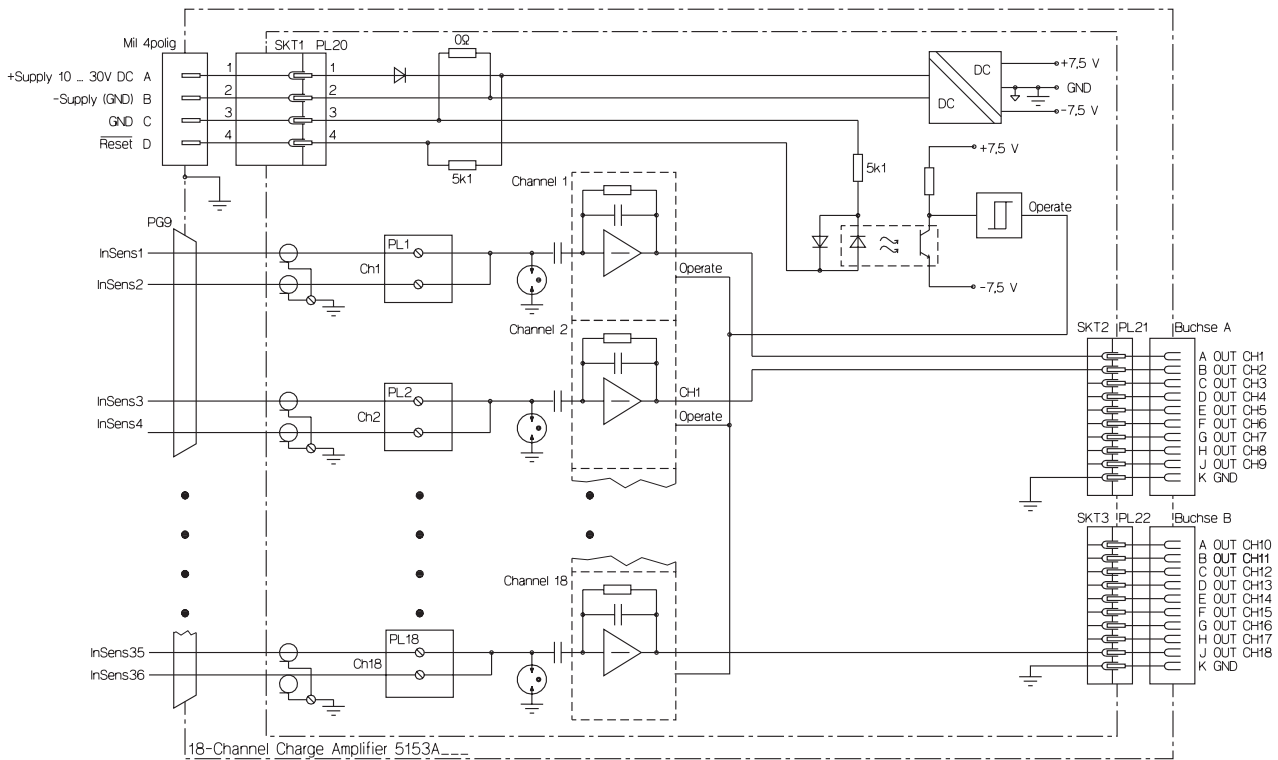 Mil 4polig
SKT1 PL20
0Ω
+Supply 10 ... 30V DC A 1 1
-Supply (GND) B 2 2
GND C 3 3
Reset D 4 4
5k1
DC
DC
+7,5 V
GND
-7,5 V
+7,5 V
5k1
Operate
-7,5 V
PG9
Channel 1
InSens1
InSens2
PL1
Ch1
Operate
Channel 2
InSens3
InSens4
PL2
Ch2
CH1
Operate
SKT2 PL21 Buchse A
A OUT CH1
B OUT CH2
C OUT CH3
D OUT CH4
E OUT CH5
F OUT CH6
G OUT CH7
H OUT CH8
J OUT CH9
K GND
SKT3 PL22 Buchse B
A OUT CH10
B OUT CH11
C OUT CH12
D OUT CH13
E OUT CH14
F OUT CH15
G OUT CH16
H OUT CH17
J OUT CH18
K GND
Channel 18
InSens35
InSens36
PL18
Ch18
18-Channel Charge Amplifier 5153A___